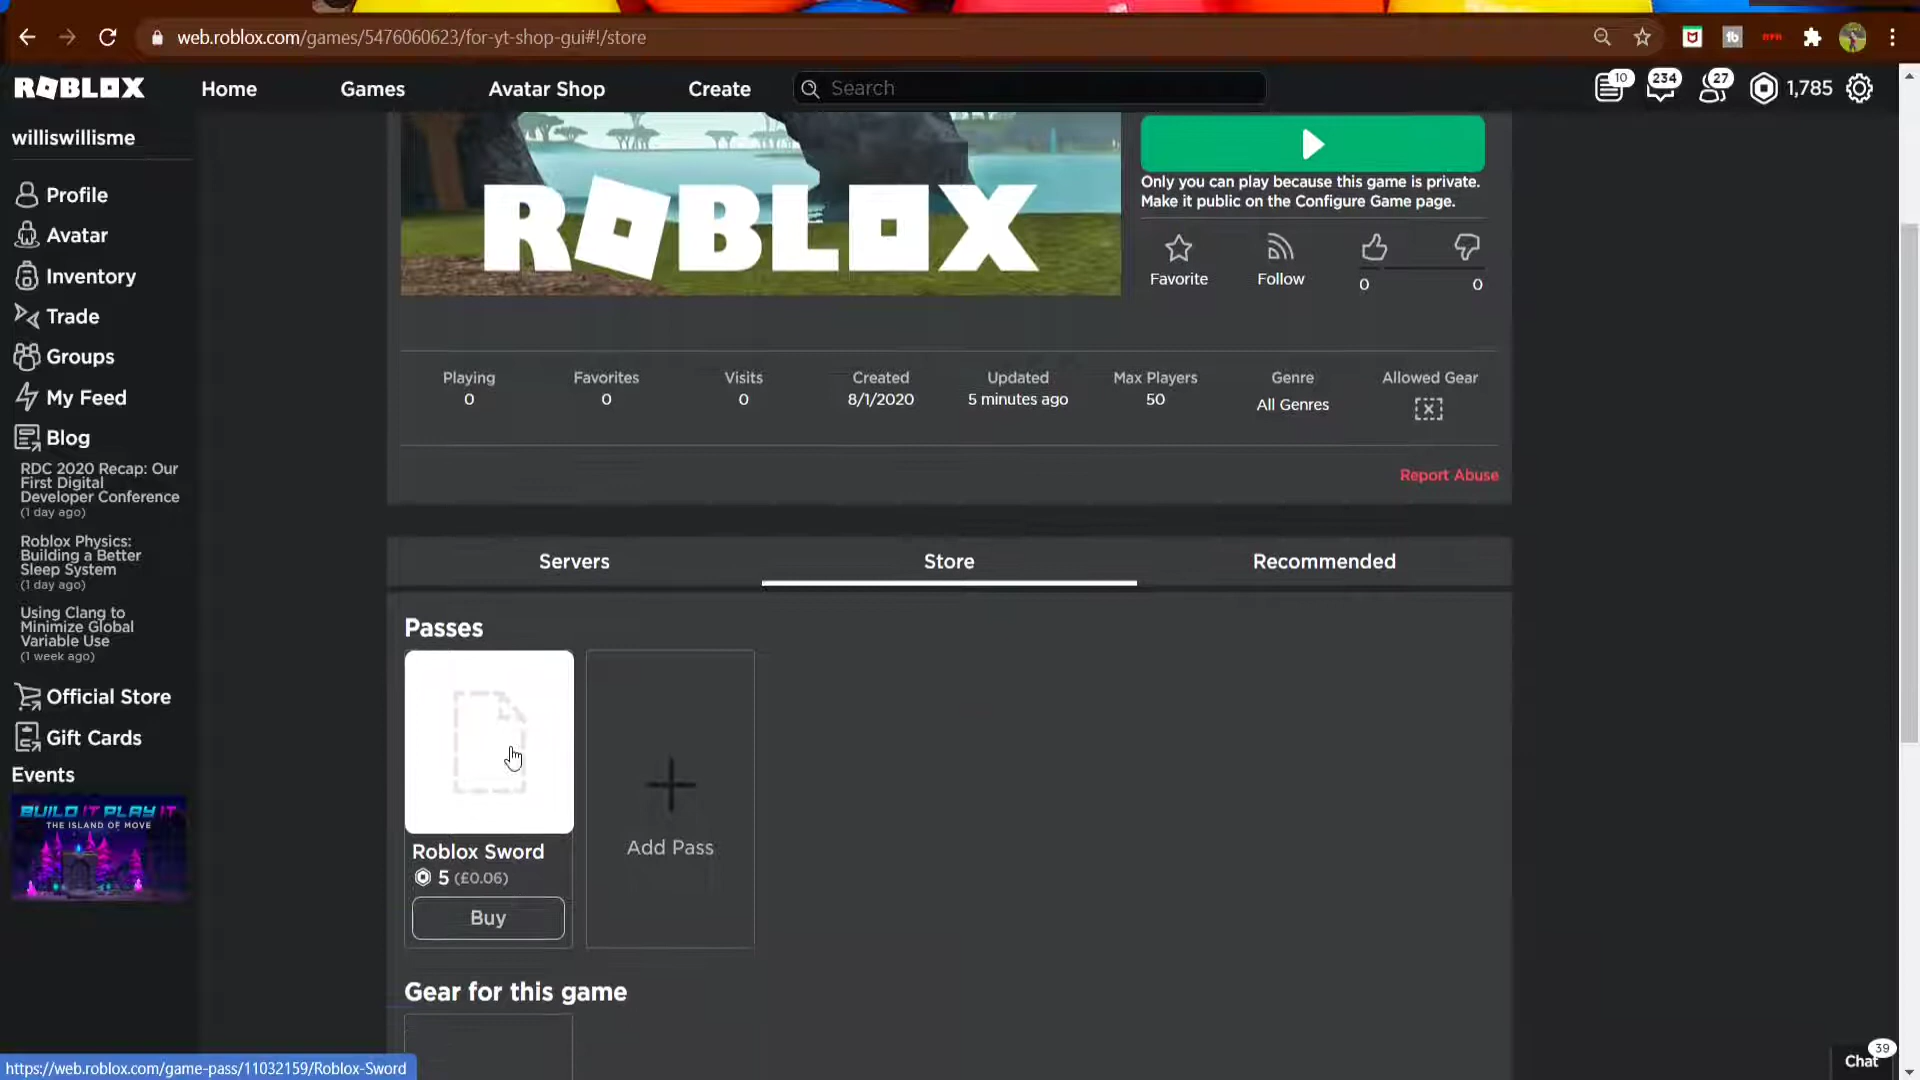 web.roblox.com/games/5476060623/for-yt-shop-gui#!/store
ROBLOX
Home
Games
Avatar Shop
Create
Search
10
234
27
1,785
williswillisme
Profile
Avatar
Inventory
Trade
Groups
My Feed
Blog
RDC 2020 Recap: Our
First Digital
Developer Conference
(1 day ago)
Roblox Physics:
Building a Better
Sleep System
(1 day ago)
Using Clang to
Minimize Global
Variable Use
(1 week ago)
Official Store
Gift Cards
Events
BUILD IT PLAY IT
THE ISLAND OF MOVE
ROBLOX
Only you can play because this game is private.
Make it public on the Configure Game page.
Favorite
Follow
0
0
Playing
0
Favorites
0
Visits
0
Created
8/1/2020
Updated
5 minutes ago
Max Players
50
Genre
All Genres
Allowed Gear
Report Abuse
Servers
Store
Recommended
Passes
Roblox Sword
5 (£0.06)
Buy
Add Pass
Gear for this game
https://web.roblox.com/game-pass/11032159/Roblox-Sword
Chat
39